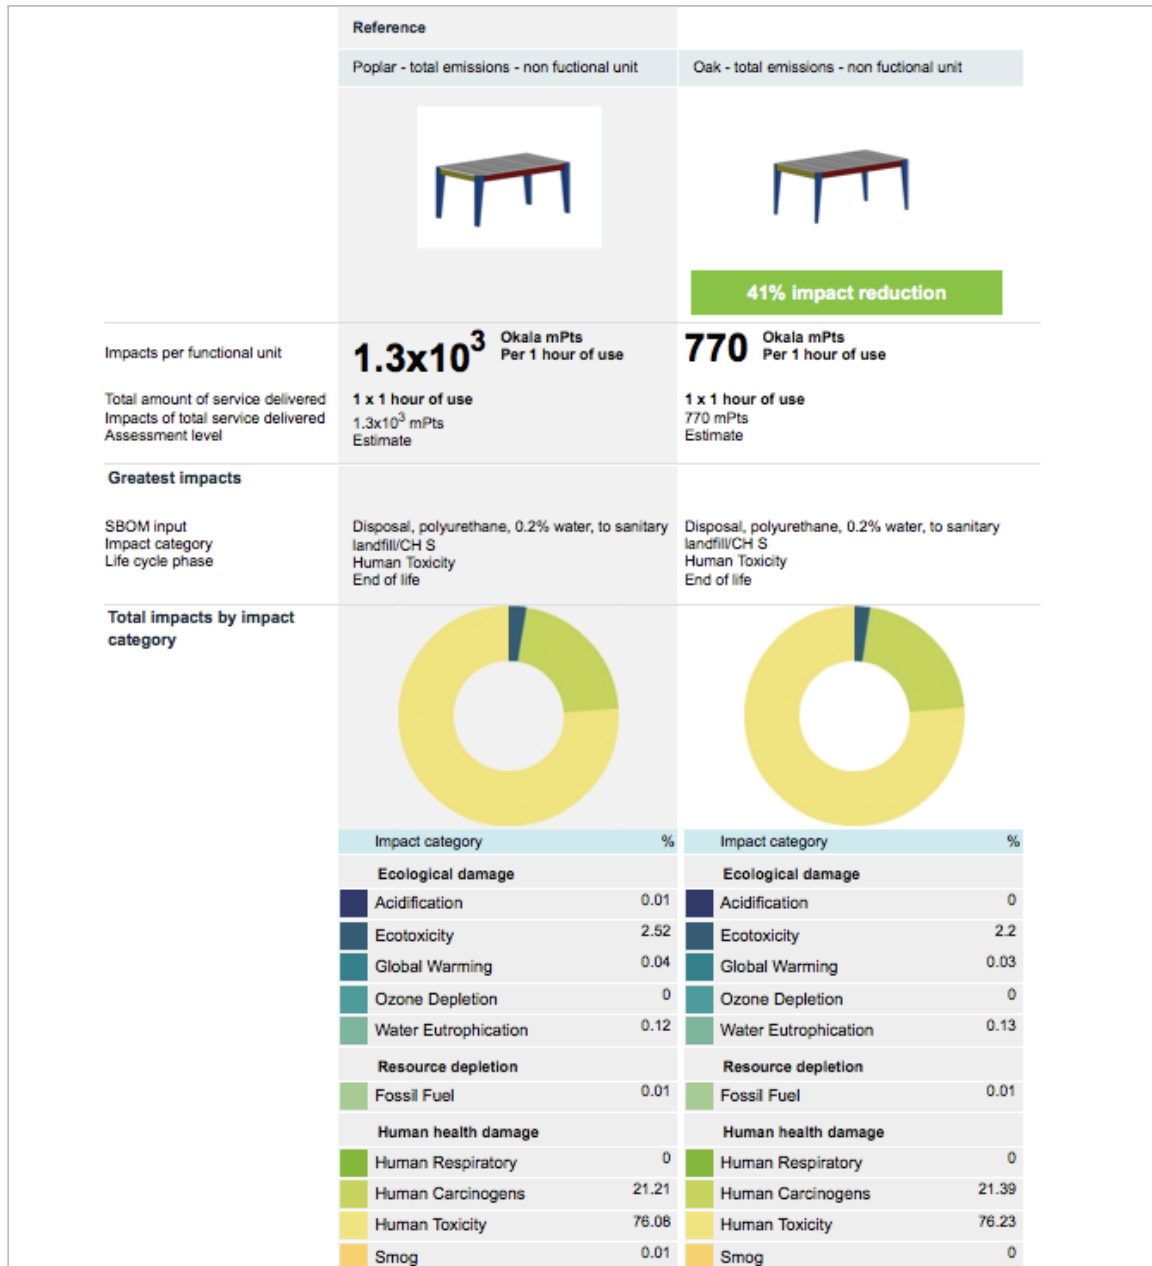 Reference
Poplar - total emissions - non fuctional unit
Oak - total emissions - non fuctional unit
41% impact reduction
Impacts per functional unit
1.3x10³ Okala mPts
Per 1 hour of use
770 Okala mPts
Per 1 hour of use
Total amount of service delivered 1 x 1 hour of use 1 x 1 hour of use
Impacts of total service delivered 1.3x10³ mPts 770 mPts
Assessment level Estimate Estimate
Greatest impacts
SBOM input
Impact category
Life cycle phase
Disposal, polyurethane, 0.2% water, to sanitary
landfill/CH S
Human Toxicity
End of life
Disposal, polyurethane, 0.2% water, to sanitary
landfill/CH S
Human Toxicity
End of life
Total impacts by impact
category
Impact category % Impact category %
Ecological damage Ecological damage
Acidification 0.01 Acidification 0
Ecotoxicity 2.52 Ecotoxicity 2.2
Global Warming 0.04 Global Warming 0.03
Ozone Depletion 0 Ozone Depletion 0
Water Eutrophication 0.12 Water Eutrophication 0.13
Resource depletion Resource depletion
Fossil Fuel 0.01 Fossil Fuel 0.01
Human health damage Human health damage
Human Respiratory 0 Human Respiratory 0
Human Carcinogens 21.21 Human Carcinogens 21.39
Human Toxicity 76.08 Human Toxicity 76.23
Smog 0.01 Smog 0